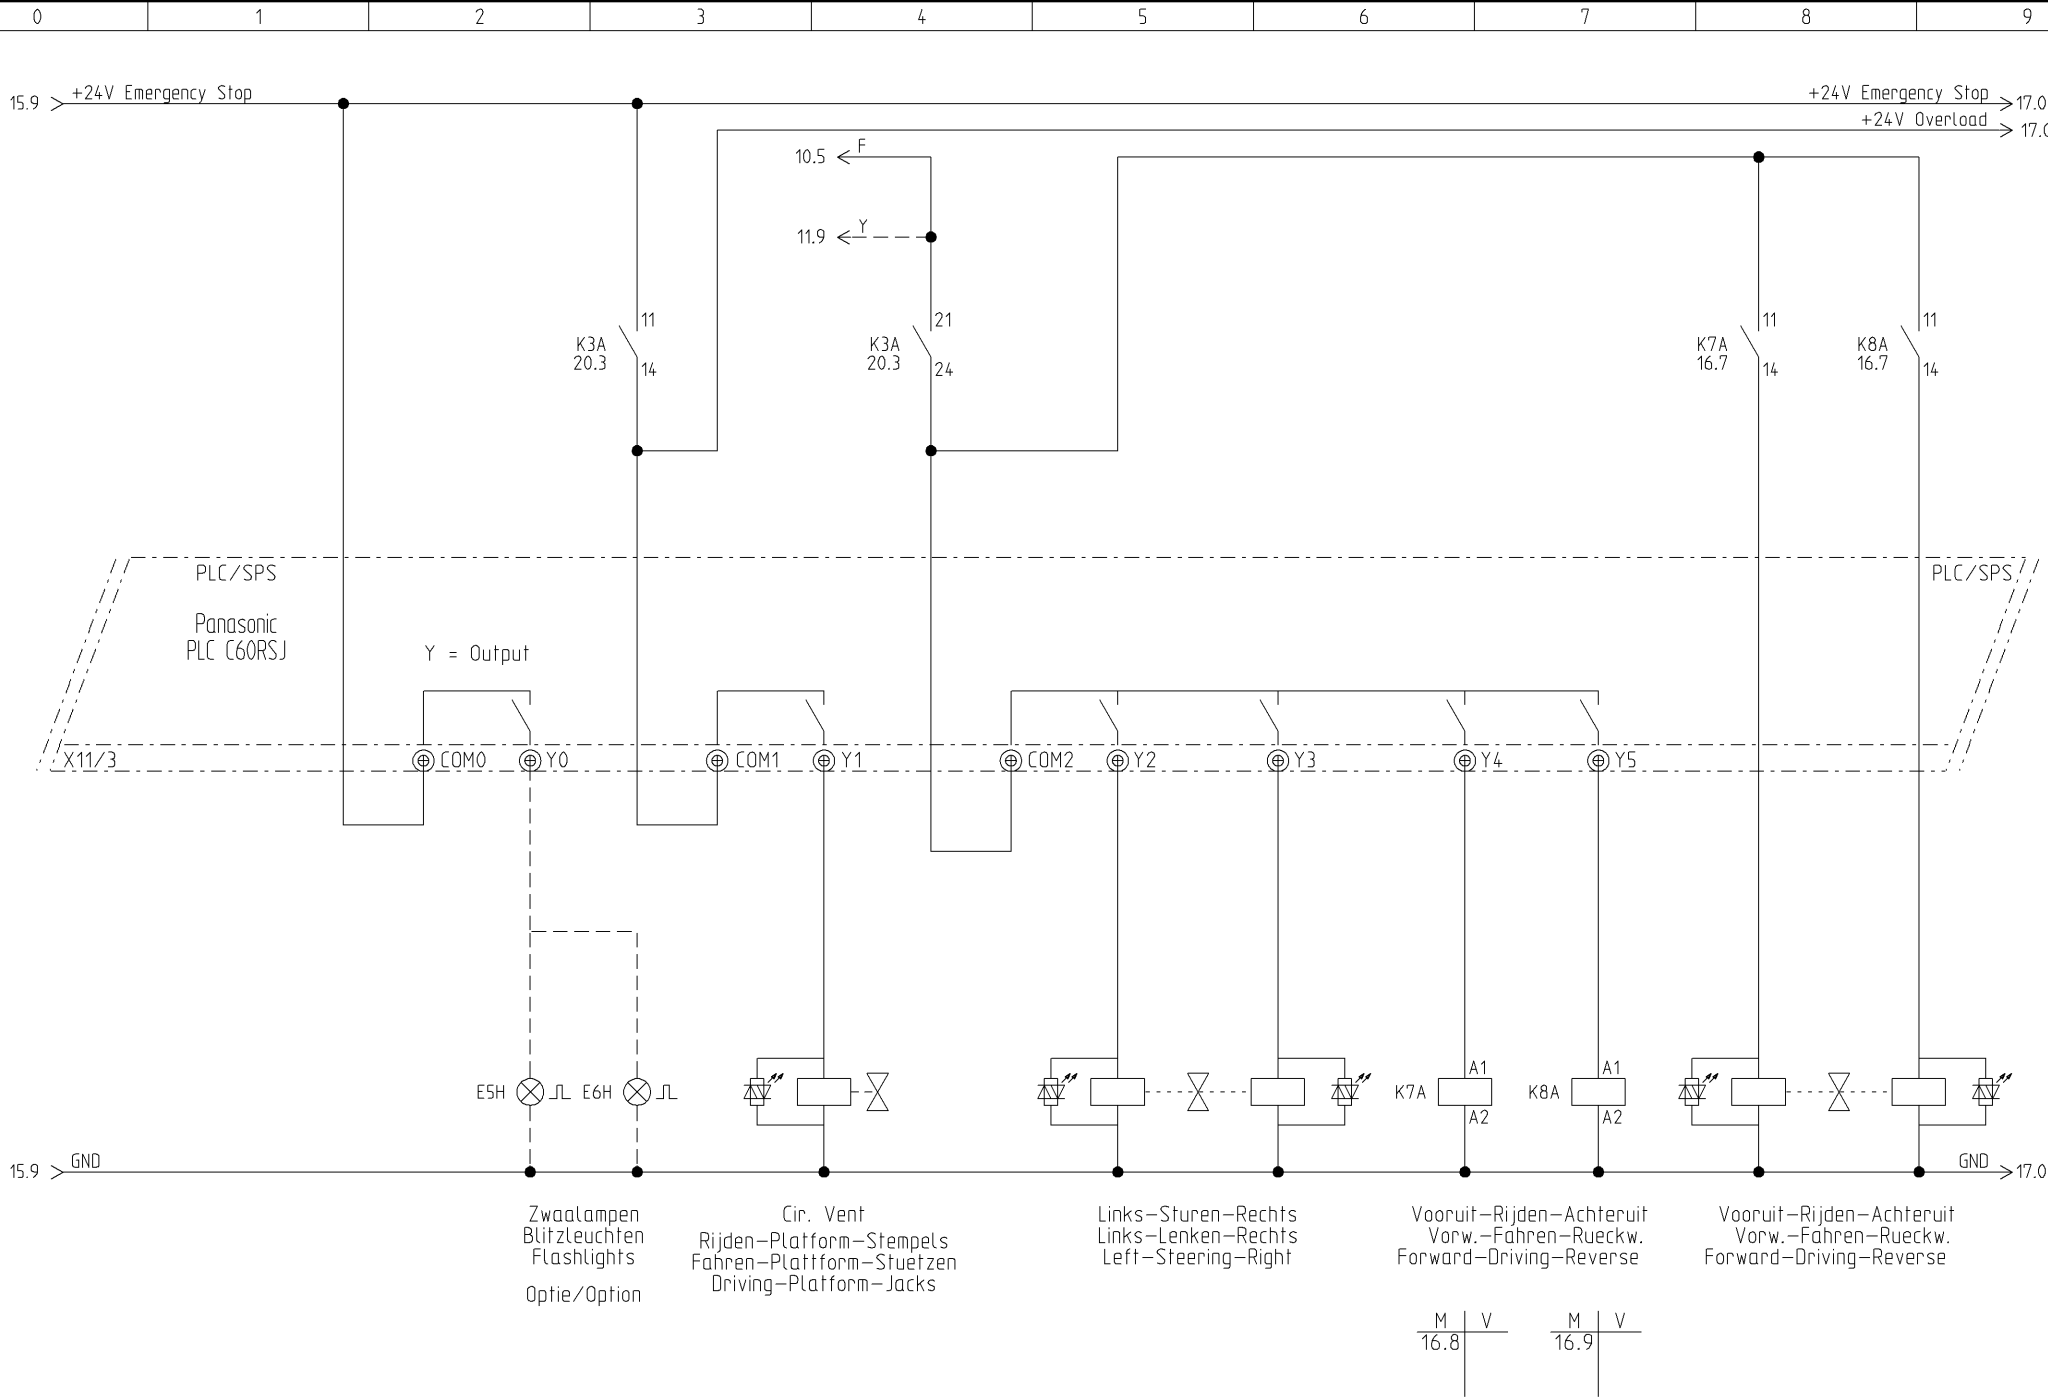 0 1 2 3 4 5 6 7 8 9
15.9 +24V Emergency Stop +24V Emergency Stop 17.0
+24V Overload 17.0
10.5 F
11.9 Y
11 21 11 11
K3A K3A K7A K8A
20.3 20.3 16.7 16.7
14 24 14 14
PLC/SPS PLC/SPS
Panasonic
PLC C60RSJ
Y = Output
X11/3 COM0 Y0 COM1 Y1 COM2 Y2 Y3 Y4 Y5
A1 A1
E5H E6H K7A K8A
A2 A2
15.9 GND GND 17.0
Zwaalampen
Blitzleuchten
Flashlights
Optie/Option
Cir. Vent
Rijden-Platform-Stempels
Fahren-Plattform-Stuetzen
Driving-Platform-Jacks
Links-Sturen-Rechts
Links-Lenken-Rechts
Left-Steering-Right
Vooruit-Rijden-Achteruit
Vorw.-Fahren-Rueckw.
Forward-Driving-Reverse
Vooruit-Rijden-Achteruit
Vorw.-Fahren-Rueckw.
Forward-Driving-Reverse
M V M V
16.8 16.9